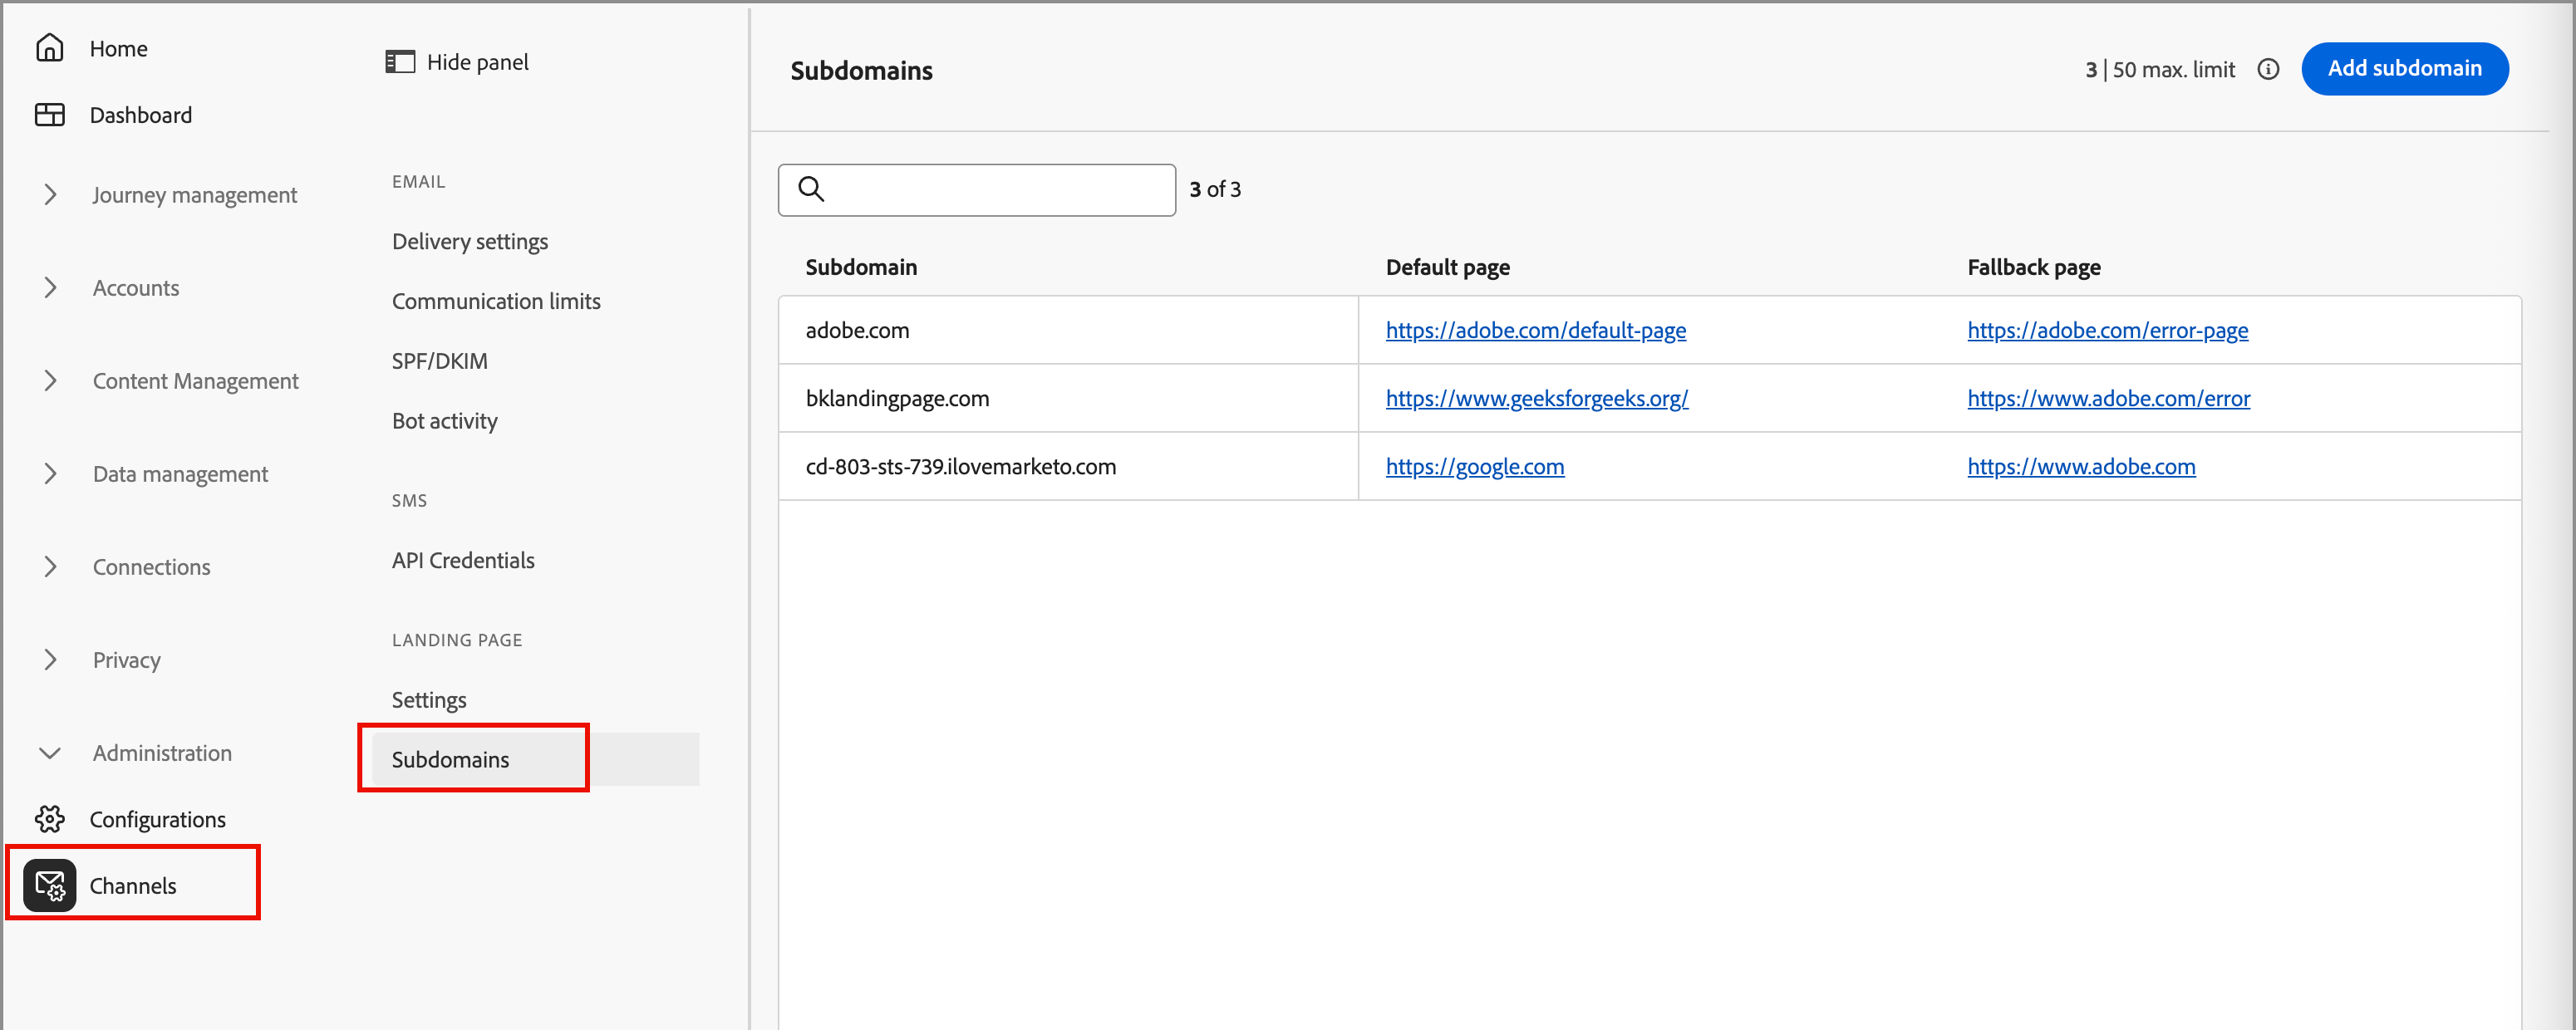 Home
Dashboard
Journey management
Accounts
Content Management
Data management
Connections
Privacy
Administration
Configurations
Channels
Hide panel
EMAIL
Delivery settings
Communication limits
SPF/DKIM
Bot activity
SMS
API Credentials
LANDING PAGE
Settings
Subdomains
Subdomains
3 | 50 max. limit
Add subdomain
3 of 3
Subdomain Default page Fallback page
adobe.com https://adobe.com/default-page https://adobe.com/error-page
bklandingpage.com https://www.geeksforgeeks.org/ https://www.adobe.com/error
cd-803-sts-739.ilovemarketo.com https://google.com https://www.adobe.com